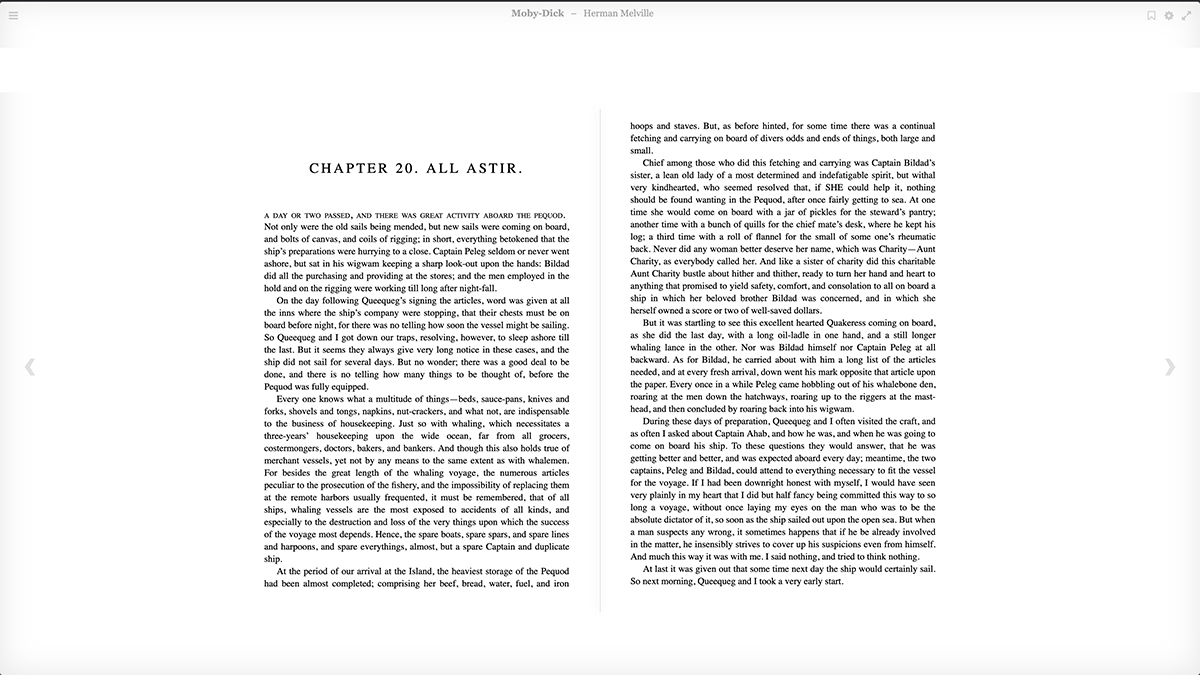 Moby-Dick – Herman Melville
CHAPTER 20. ALL ASTIR.
A DAY OR TWO PASSED, AND THERE WAS GREAT ACTIVITY ABOARD THE PEQUOD.
Not only were the old sails being mended, but new sails were coming on board,
and bolts of canvas, and coils of rigging; in short, everything betokened that the
ship's preparations were hurrying to a close. Captain Peleg seldom or never went
ashore, but sat in his wigwam keeping a sharp look-out upon the hands: Bildad
did all the purchasing and providing at the stores; and the men employed in the
hold and on the rigging were working till long after night-fall.
On the day following Queequeg's signing the articles, word was given at all
the inns where the ship's company were stopping, that their chests must be on
board before night, for there was no telling how soon the vessel might be sailing.
So Queequeg and I got down our traps, resolving, however, to sleep ashore till
the last. But it seems they always give very long notice in these cases, and the
ship did not sail for several days. But no wonder; there was a good deal to be
done, and there is no telling how many things to be thought of, before the
Pequod was fully equipped.
Every one knows what a multitude of things—beds, sauce-pans, knives and
forks, shovels and tongs, napkins, nut-crackers, and what not, are indispensable
to the business of housekeeping. Just so with whaling, which necessitates a
three-years' housekeeping upon the wide ocean, far from all grocers,
costermongers, doctors, bakers, and bankers. And though this also holds true of
merchant vessels, yet not by any means to the same extent as with whalemen.
For besides the great length of the whaling voyage, the numerous articles
peculiar to the prosecution of the fishery, and the impossibility of replacing them
at the remote harbors usually frequented, it must be remembered, that of all
ships, whaling vessels are the most exposed to accidents of all kinds, and
especially to the destruction and loss of the very things upon which the success
of the voyage most depends. Hence, the spare boats, spare spars, and spare lines
and harpoons, and spare everythings, almost, but a spare Captain and duplicate
ship.
At the period of our arrival at the Island, the heaviest storage of the Pequod
had been almost completed; comprising her beef, bread, water, fuel, and iron
hoops and staves. But, as before hinted, for some time there was a continual
fetching and carrying on board of divers odds and ends of things, both large and
small.
Chief among those who did this fetching and carrying was Captain Bildad's
sister, a lean old lady of a most determined and indefatigable spirit, but withal
very kindhearted, who seemed resolved that, if SHE could help it, nothing
should be found wanting in the Pequod, after once fairly getting to sea. At one
time she would come on board with a jar of pickles for the steward's pantry;
another time with a bunch of quills for the chief mate's desk, where he kept his
log; a third time with a roll of flannel for the small of some one's rheumatic
back. Never did any woman better deserve her name, which was Charity—Aunt
Charity, as everybody called her. And like a sister of charity did this charitable
Aunt Charity bustle about hither and thither, ready to turn her hand and heart to
anything that promised to yield safety, comfort, and consolation to all on board a
ship in which her beloved brother Bildad was concerned, and in which she
herself owned a score or two of well-saved dollars.
But it was startling to see this excellent hearted Quakeress coming on board,
as she did the last day, with a long oil-ladle in one hand, and a still longer
whaling lance in the other. Nor was Bildad himself nor Captain Peleg at all
backward. As for Bildad, he carried about with him a long list of the articles
needed, and at every fresh arrival, down went his mark opposite that article upon
the paper. Every once in a while Peleg came hobbling out of his whalebone den,
roaring at the men down the hatchways, roaring up to the riggers at the mast-
head, and then concluded by roaring back into his wigwam.
During these days of preparation, Queequeg and I often visited the craft, and
as often I asked about Captain Ahab, and how he was, and when he was going to
come on board his ship. To these questions they would answer, that he was
getting better and better, and was expected aboard every day; meantime, the two
captains, Peleg and Bildad, could attend to everything necessary to fit the vessel
for the voyage. If I had been downright honest with myself, I would have seen
very plainly in my heart that I did but half fancy being committed this way to so
long a voyage, without once laying my eyes on the man who was to be the
absolute dictator of it, so soon as the ship sailed out upon the open sea. But when
a man suspects any wrong, it sometimes happens that if he be already involved
in the matter, he insensibly strives to cover up his suspicions even from himself.
And much this way it was with me. I said nothing, and tried to think nothing.
At last it was given out that some time next day the ship would certainly sail.
So next morning, Queequeg and I took a very early start.